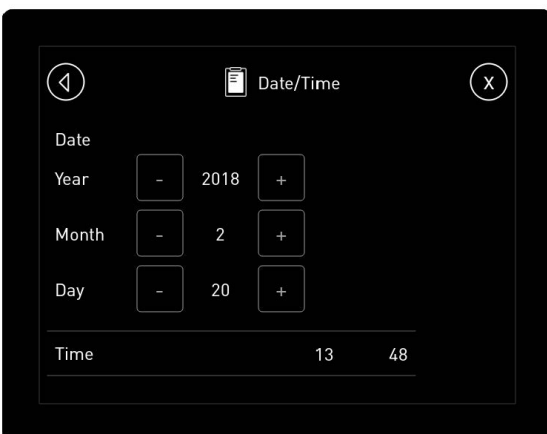 Date/Time X
Date
Year - 2018 +
Month - 2 +
Day - 20 +
Time 13 48